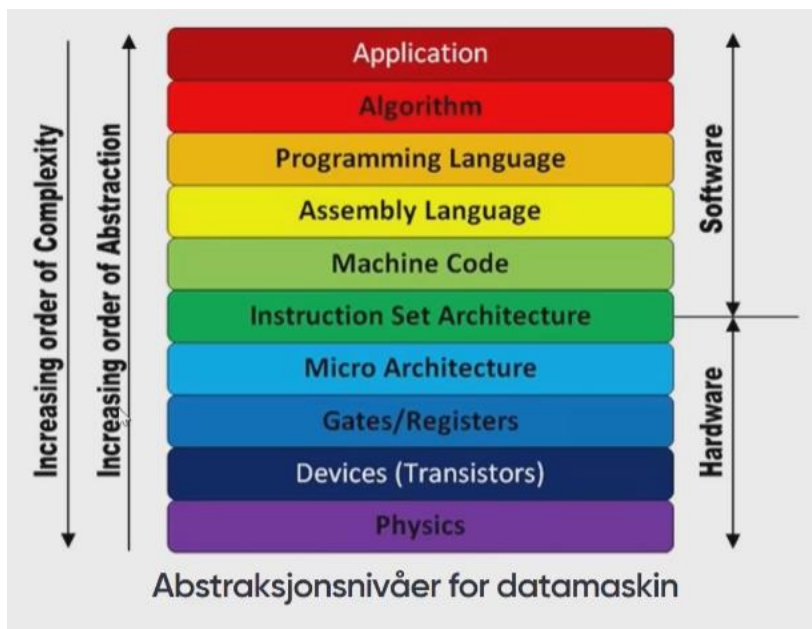 Increasing order of Complexity
Increasing order of Abstraction
Application
Algorithm
Programming Language
Assembly Language
Machine Code
Instruction Set Architecture
Micro Architecture
Gates/Registers
Devices (Transistors)
Physics
Software
Hardware
Abstraksjonsnivåer for datamaskin